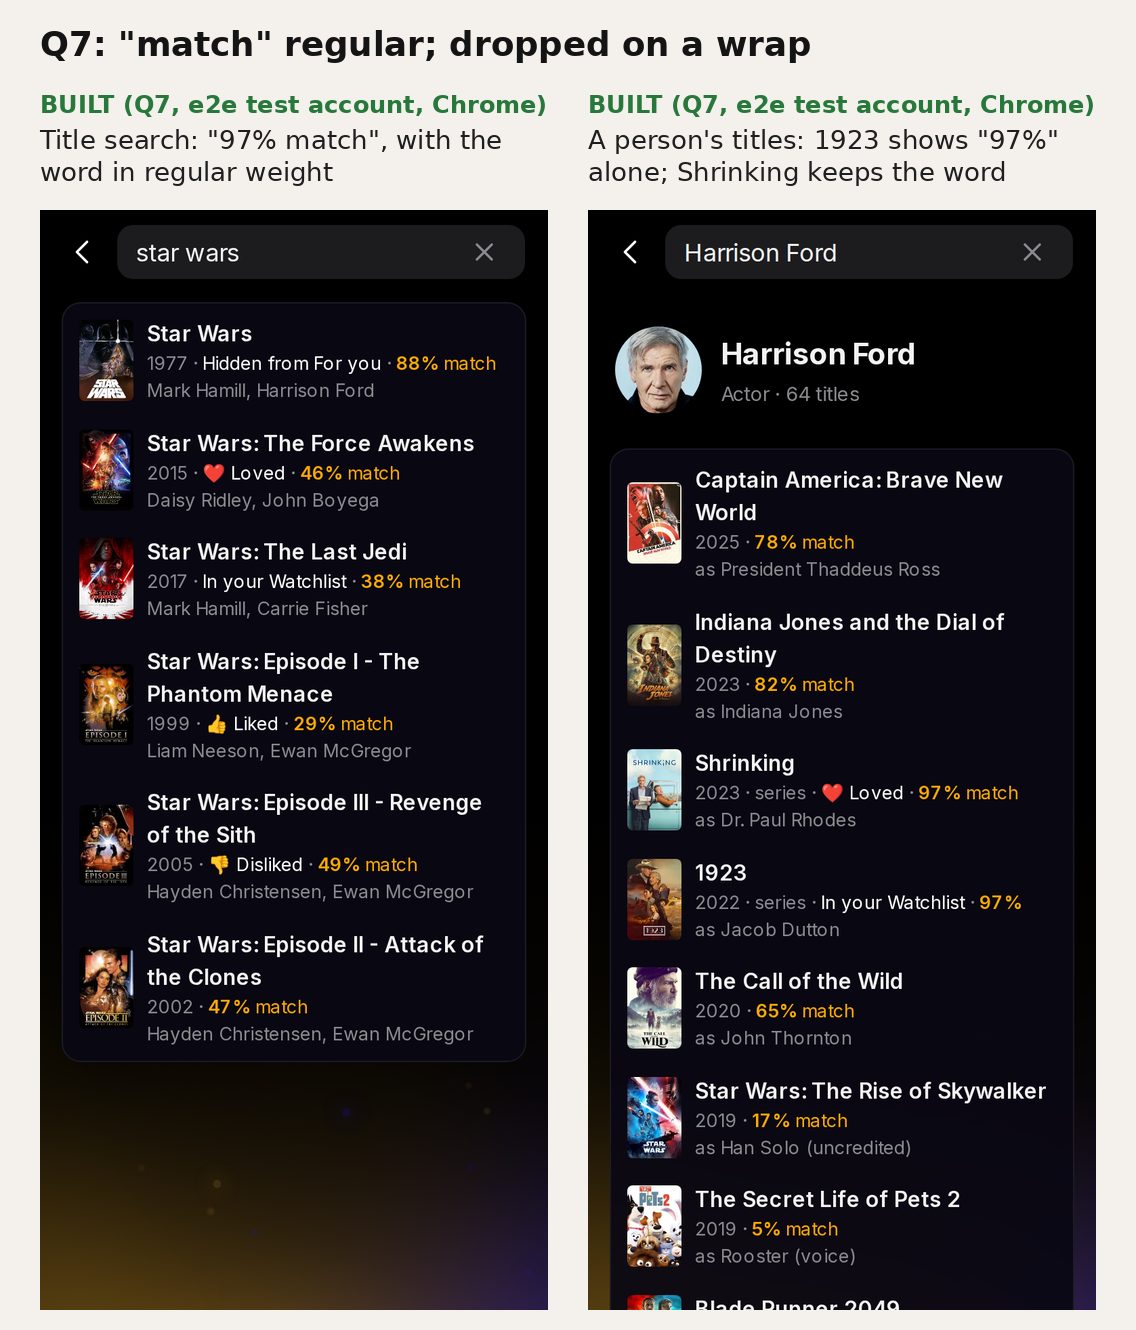 Q7: "match" regular; dropped on a wrap
BUILT (Q7, e2e test account, Chrome)
Title search: "97% match", with the
word in regular weight
star wars
Star Wars
1977 · Hidden from For you · 88% match
Mark Hamill, Harrison Ford
Star Wars: The Force Awakens
2015 · ❤️ Loved · 46% match
Daisy Ridley, John Boyega
Star Wars: The Last Jedi
2017 · In your Watchlist · 38% match
Mark Hamill, Carrie Fisher
Star Wars: Episode I - The
Phantom Menace
1999 · 👍 Liked · 29% match
Liam Neeson, Ewan McGregor
Star Wars: Episode III - Revenge
of the Sith
2005 · 👎 Disliked · 49% match
Hayden Christensen, Ewan McGregor
Star Wars: Episode II - Attack of
the Clones
2002 · 47% match
Hayden Christensen, Ewan McGregor
BUILT (Q7, e2e test account, Chrome)
A person's titles: 1923 shows "97%"
alone; Shrinking keeps the word
Harrison Ford
Harrison Ford
Actor · 64 titles
Captain America: Brave New
World
2025 · 78% match
as President Thaddeus Ross
Indiana Jones and the Dial of
Destiny
2023 · 82% match
as Indiana Jones
SHRINKING
Shrinking
2023 · series · ❤️ Loved · 97% match
as Dr. Paul Rhodes
1923
1923
2022 · series · In your Watchlist · 97%
as Jacob Dutton
The Call of the Wild
2020 · 65% match
as John Thornton
Star Wars: The Rise of Skywalker
2019 · 17% match
as Han Solo (uncredited)
The Secret Life of Pets 2
2019 · 5% match
as Rooster (voice)
Blade Runner 2049